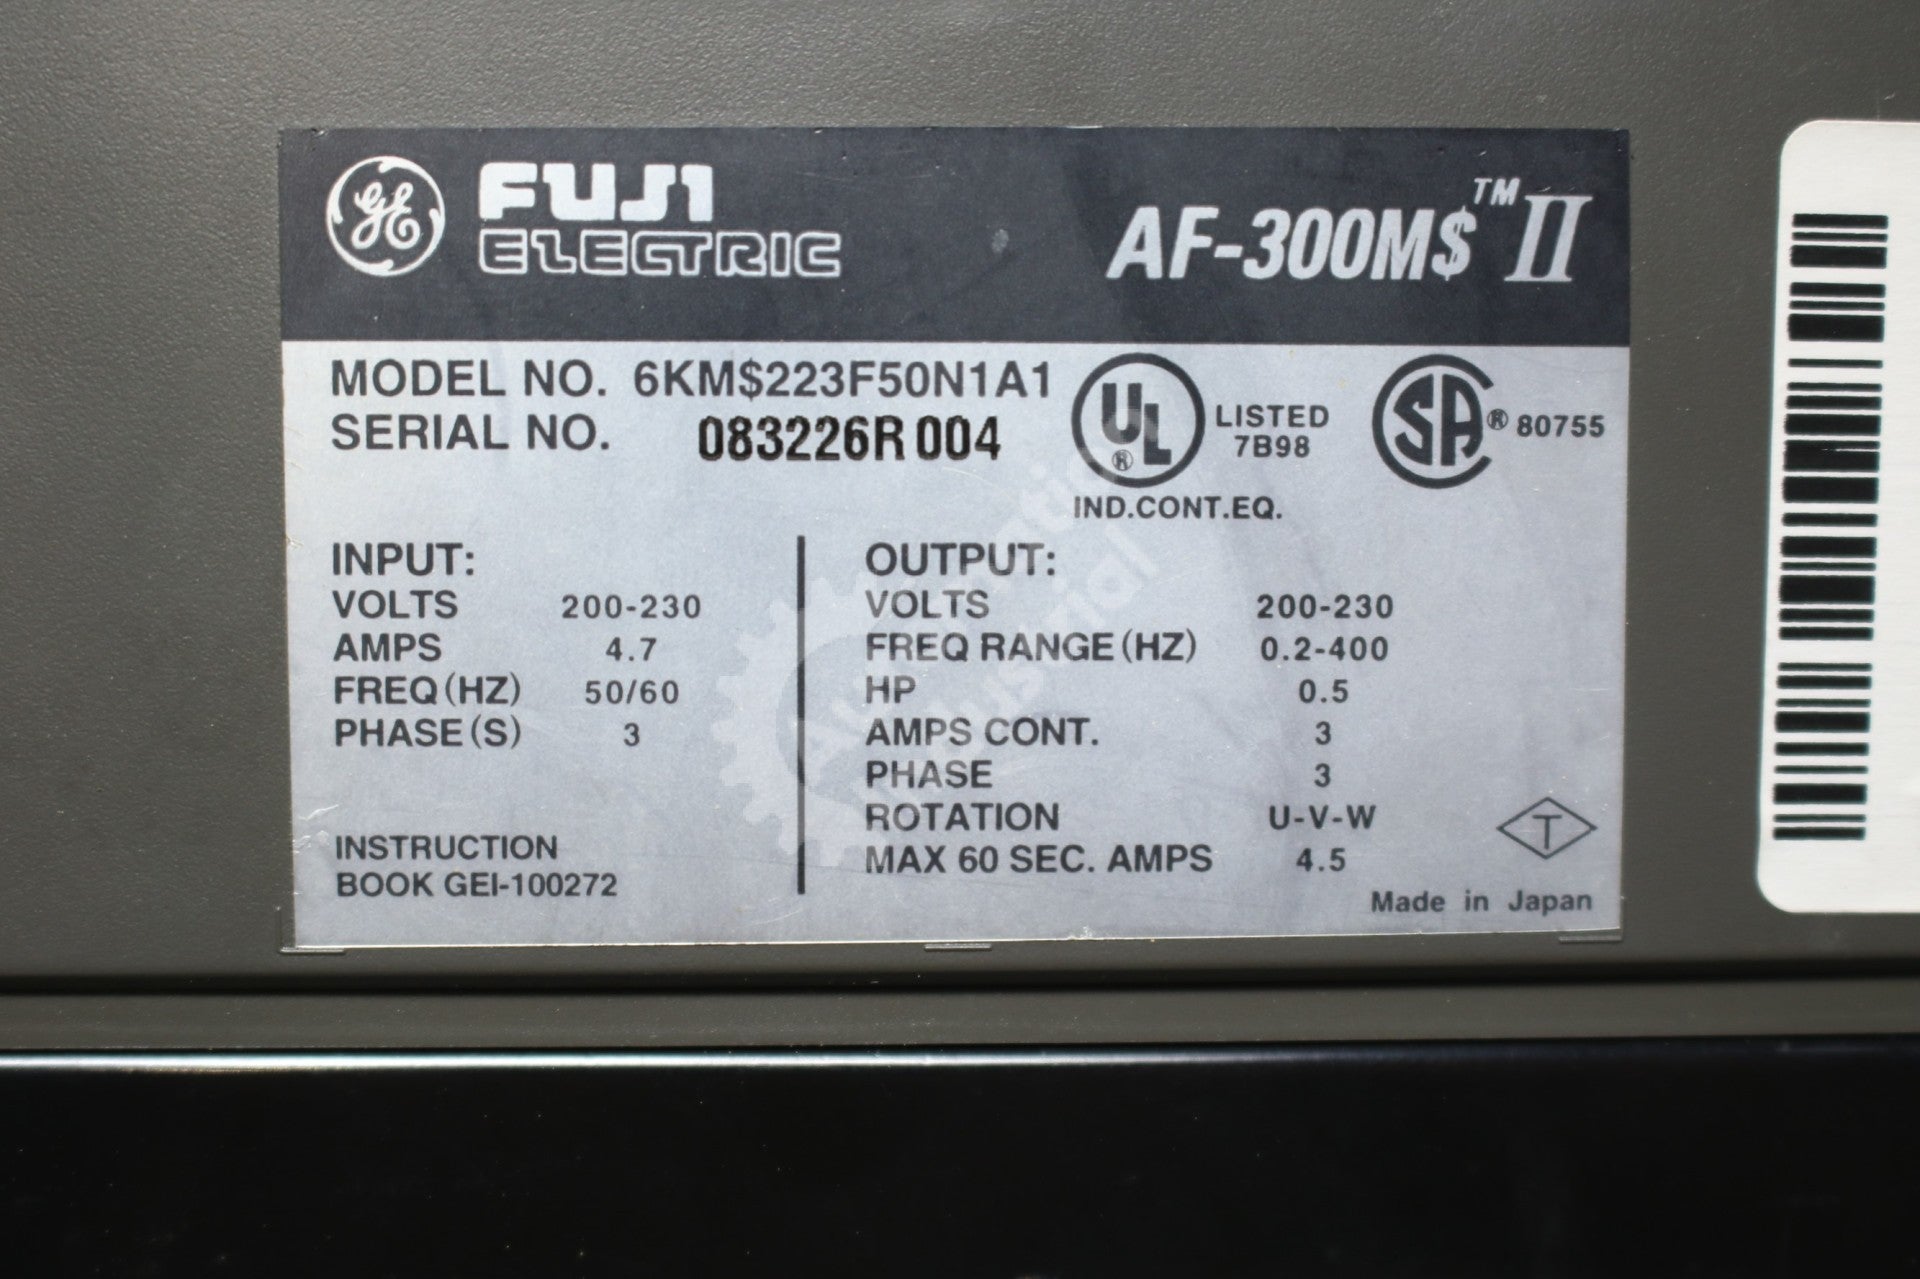 GE FUJI
ELECTRIC
AF-300M$™ II
MODEL NO. 6KM$223F50N1A1
SERIAL NO. 083226R004
UL® LISTED
7B98
IND.CONT.EQ.
SA® 80755
INPUT:
VOLTS 200-230
AMPS 4.7
FREQ(HZ) 50/60
PHASE(S) 3
INSTRUCTION
BOOK GEI-100272
OUTPUT:
VOLTS 200-230
FREQ RANGE(HZ) 0.2-400
HP 0.5
AMPS CONT. 3
PHASE 3
ROTATION U-V-W
MAX 60 SEC. AMPS 4.5
T
Made in Japan
Industrial